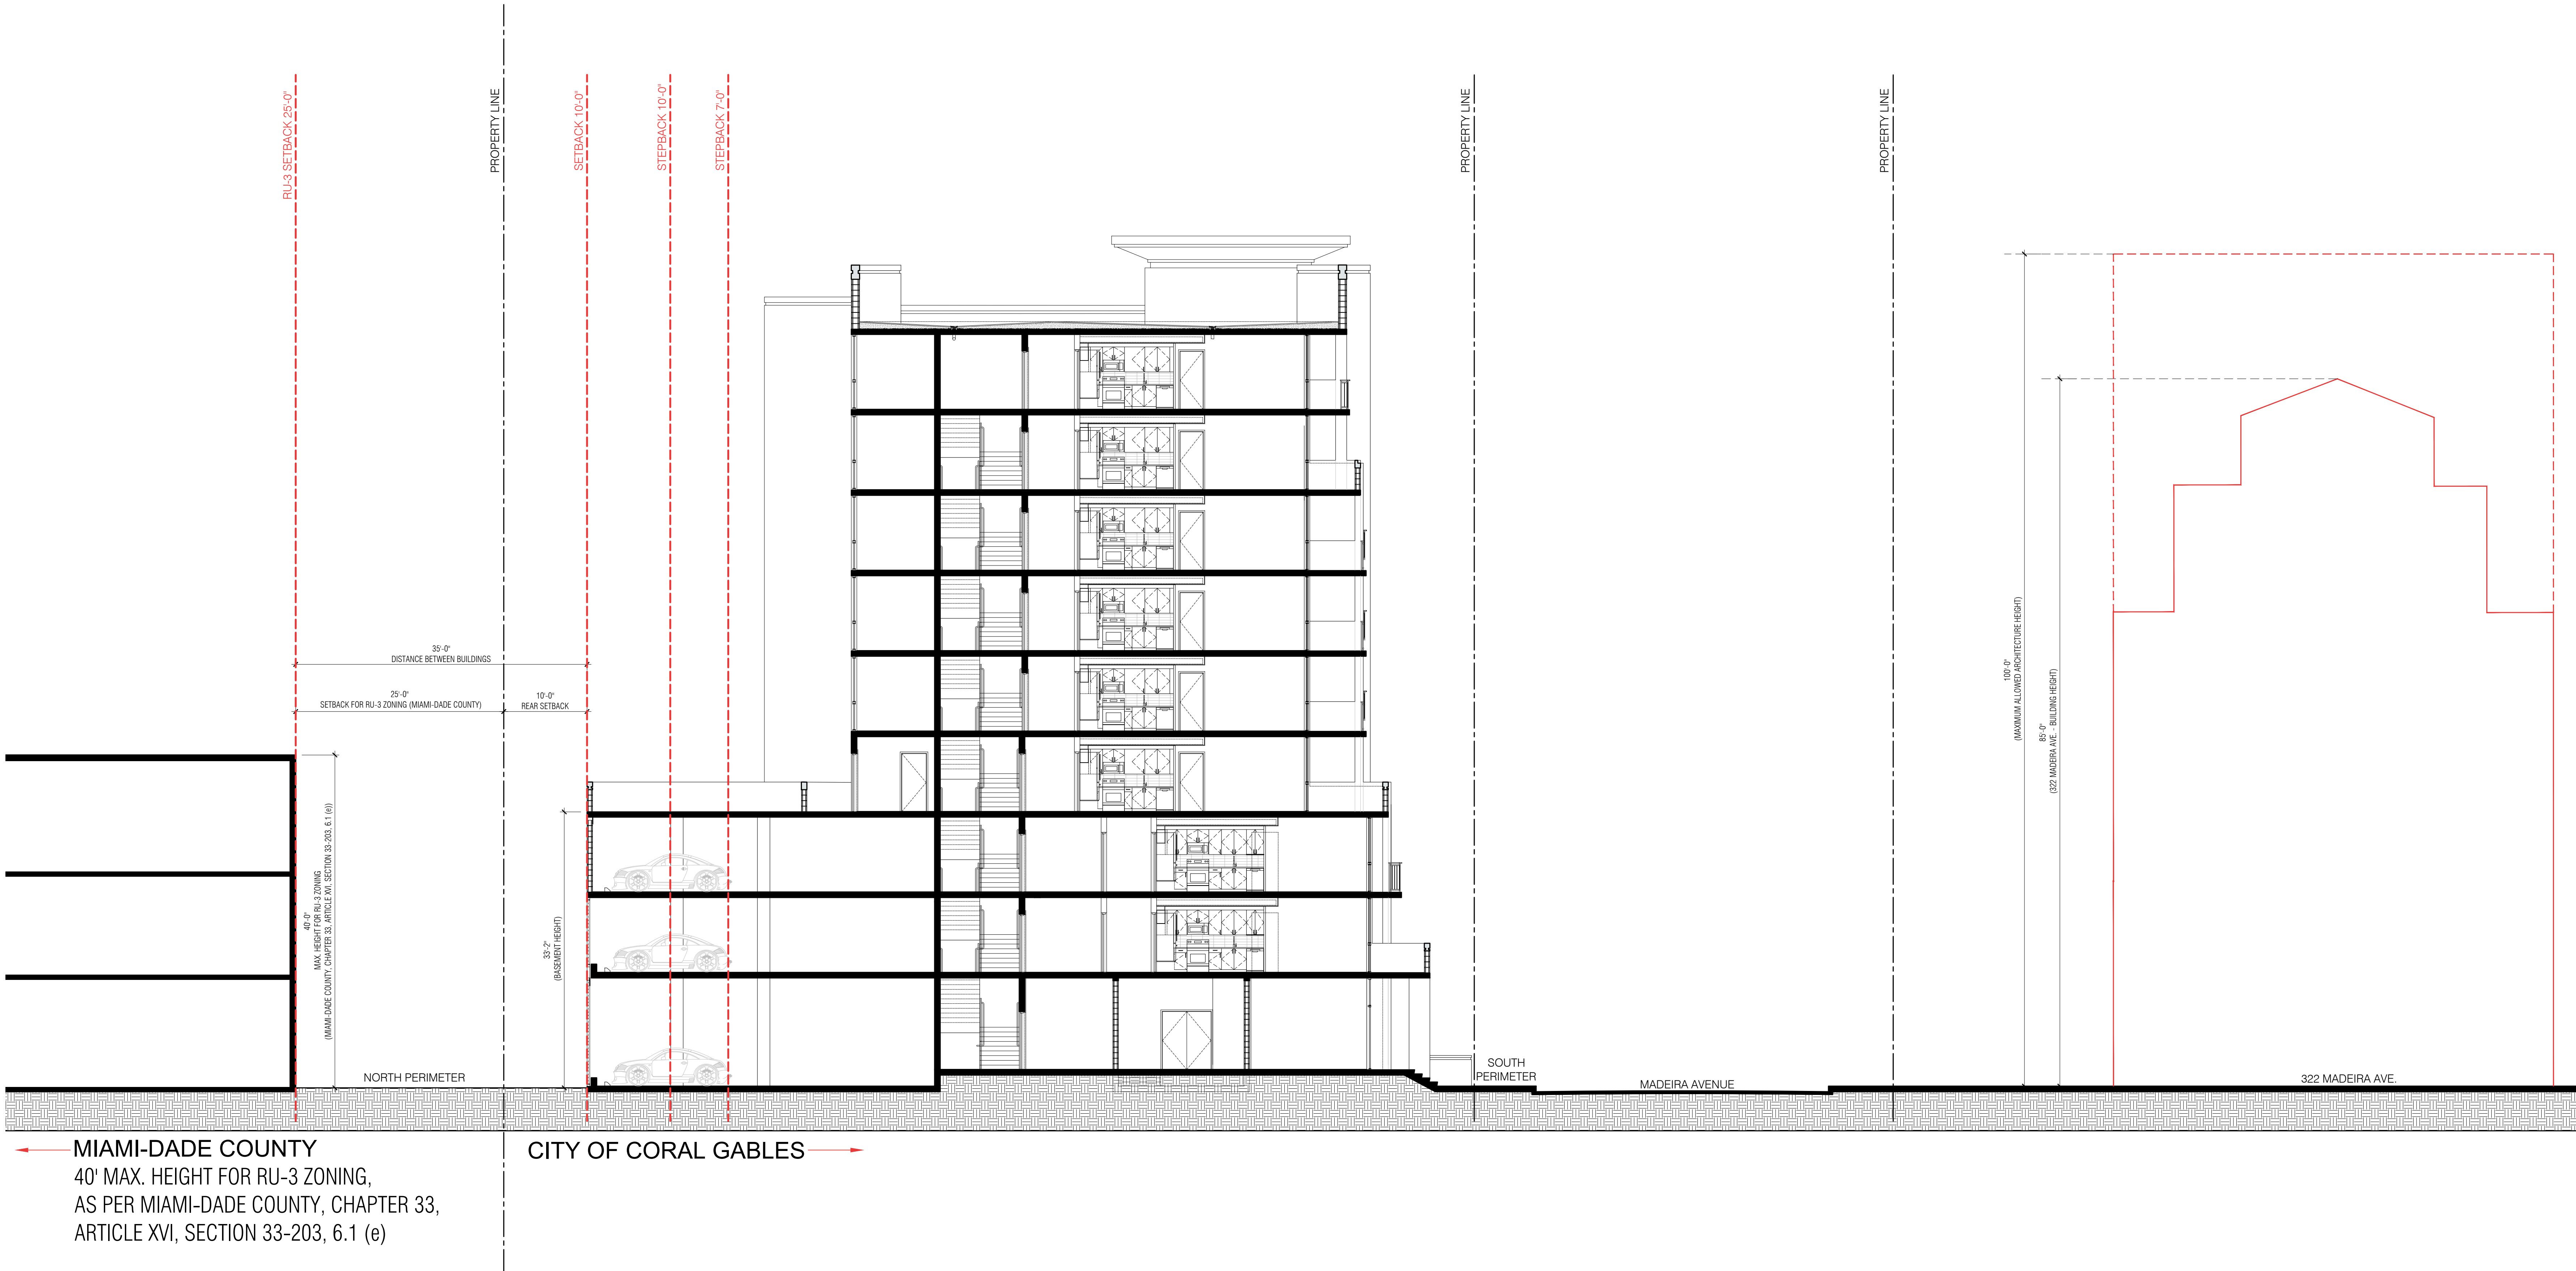 RU-3 SETBACK 25'-0"
PROPERTY LINE
SETBACK 10'-0"
STEPBACK 10'-0"
STEPBACK 7'-0"
PROPERTY LINE
PROPERTY LINE
35'-0"
DISTANCE BETWEEN BUILDINGS
25'-0"
SETBACK FOR RU-3 ZONING (MIAMI-DADE COUNTY)
10'-0"
REAR SETBACK
40'-0"
MAX. HEIGHT FOR RU-3 ZONING
(MIAMI-DADE COUNTY, CHAPTER 33, ARTICLE XVI, SECTION 33-203, 6.1 (e))
33'-2"
(BASEMENT HEIGHT)
100'-0"
(MAXIMUM ALLOWED ARCHITECTURE HEIGHT)
85'-0"
(322 MADEIRA AVE. - BUILDING HEIGHT)
NORTH PERIMETER
SOUTH
PERIMETER
MADEIRA AVENUE
322 MADEIRA AVE.
MIAMI-DADE COUNTY
40' MAX. HEIGHT FOR RU-3 ZONING,
AS PER MIAMI-DADE COUNTY, CHAPTER 33,
ARTICLE XVI, SECTION 33-203, 6.1 (e)
CITY OF CORAL GABLES